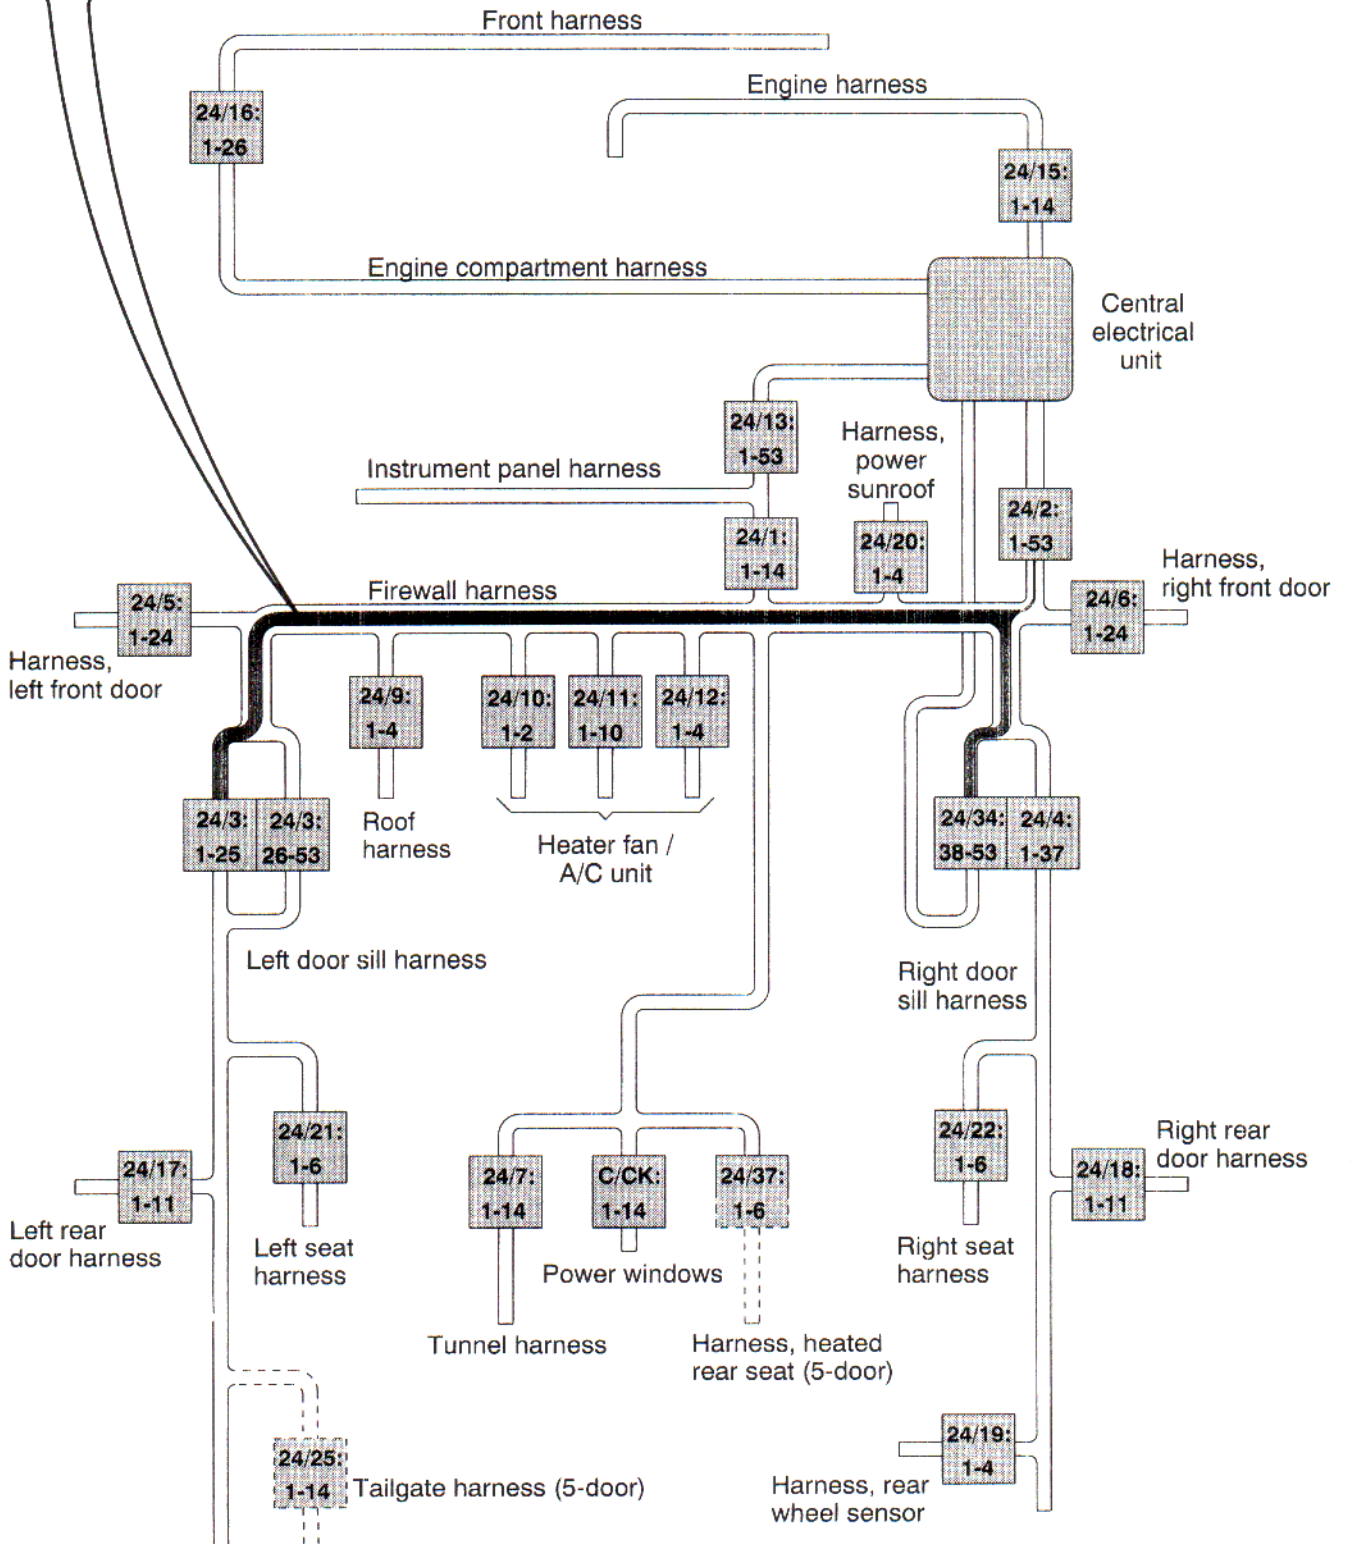 Front harness
Engine harness
24/16:
1-26
24/15:
1-14
Engine compartment harness
Central
electrical
unit
24/13:
1-53
Harness,
power
sunroof
Instrument panel harness
24/2:
1-53
24/1:
1-14
24/20:
1-4
Harness,
right front door
Firewall harness
24/5:
1-24
24/6:
1-24
Harness,
left front door
24/9:
1-4
24/10:
1-2
24/11:
1-10
24/12:
1-4
24/3:
1-25
24/3:
26-53
Roof
harness
Heater fan /
A/C unit
24/34:
38-53
24/4:
1-37
Left door sill harness
Right door
sill harness
24/21:
1-6
24/22:
1-6
Right rear
door harness
24/17:
1-11
24/7:
1-14
C/CK:
1-14
24/37:
1-6
24/18:
1-11
Left rear
door harness
Left seat
harness
Power windows
Right seat
harness
Tunnel harness
Harness, heated
rear seat (5-door)
24/25:
1-14
Tailgate harness (5-door)
24/19:
1-4
Harness, rear
wheel sensor